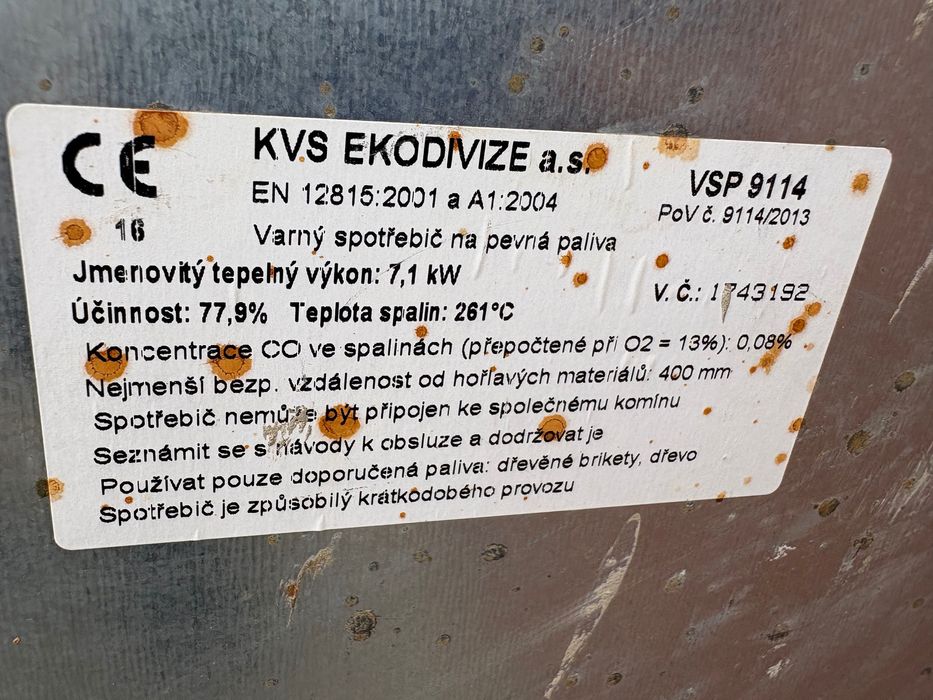 CE KVS EKODIVIZE a.s. VSP 9114
16 EN 12815:2001 a A1:2004 PoV č. 9114/2013
Varný spotřebič na pevná paliva
Jmenovitý tepelný výkon: 7,1 kW V. Č.: 1743192
Účinnost: 77,9% Teplota spalin: 261°C
Koncentrace CO ve spalinách (přepočtené při O2 = 13%): 0,08%
Nejmenší bezp. vzdálenost od hořlavých materiálů: 400 mm
Spotřebič nemůže být připojen ke společnému komínu
Seznámit se s návody k obsluze a dodržovat je
Používat pouze doporučená paliva: dřevěné brikety, dřevo
Spotřebič je způsobilý krátkodobého provozu